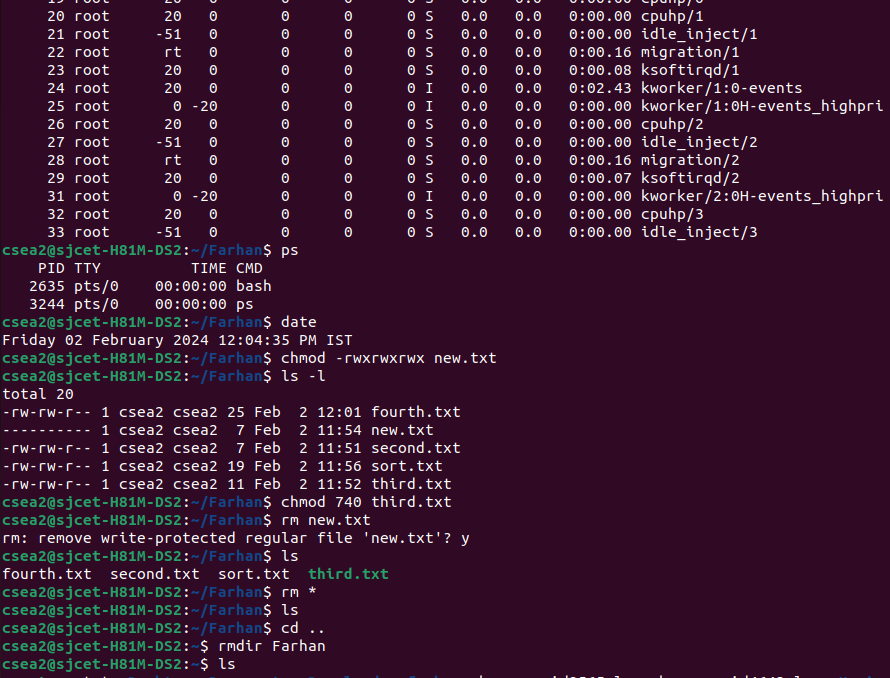 19 root 20 0 0 0 0 S 0.0 0.0 0:00.00 cpuhp/0
20 root 20 0 0 0 0 S 0.0 0.0 0:00.00 cpuhp/1
21 root -51 0 0 0 0 S 0.0 0.0 0:00.00 idle_inject/1
22 root rt 0 0 0 0 S 0.0 0.0 0:00.16 migration/1
23 root 20 0 0 0 0 S 0.0 0.0 0:00.08 ksoftirqd/1
24 root 20 0 0 0 0 I 0.0 0.0 0:02.43 kworker/1:0-events
25 root 0 -20 0 0 0 I 0.0 0.0 0:00.00 kworker/1:0H-events_highpri
26 root 20 0 0 0 0 S 0.0 0.0 0:00.00 cpuhp/2
27 root -51 0 0 0 0 S 0.0 0.0 0:00.00 idle_inject/2
28 root rt 0 0 0 0 S 0.0 0.0 0:00.16 migration/2
29 root 20 0 0 0 0 S 0.0 0.0 0:00.07 ksoftirqd/2
31 root 0 -20 0 0 0 I 0.0 0.0 0:00.00 kworker/2:0H-events_highpri
32 root 20 0 0 0 0 S 0.0 0.0 0:00.00 cpuhp/3
33 root -51 0 0 0 0 S 0.0 0.0 0:00.00 idle_inject/3
csea2@sjcet-H81M-DS2:~/Farhan$ ps
PID TTY TIME CMD
2635 pts/0 00:00:00 bash
3244 pts/0 00:00:00 ps
csea2@sjcet-H81M-DS2:~/Farhan$ date
Friday 02 February 2024 12:04:35 PM IST
csea2@sjcet-H81M-DS2:~/Farhan$ chmod -rwxrwxrwx new.txt
csea2@sjcet-H81M-DS2:~/Farhan$ ls -l
total 20
-rw-rw-r-- 1 csea2 csea2 25 Feb 2 12:01 fourth.txt
---------- 1 csea2 csea2 7 Feb 2 11:54 new.txt
-rw-rw-r-- 1 csea2 csea2 7 Feb 2 11:51 second.txt
-rw-rw-r-- 1 csea2 csea2 19 Feb 2 11:56 sort.txt
-rw-rw-r-- 1 csea2 csea2 11 Feb 2 11:52 third.txt
csea2@sjcet-H81M-DS2:~/Farhan$ chmod 740 third.txt
csea2@sjcet-H81M-DS2:~/Farhan$ rm new.txt
rm: remove write-protected regular file 'new.txt'? y
csea2@sjcet-H81M-DS2:~/Farhan$ ls
fourth.txt second.txt sort.txt third.txt
csea2@sjcet-H81M-DS2:~/Farhan$ rm *
csea2@sjcet-H81M-DS2:~/Farhan$ ls
csea2@sjcet-H81M-DS2:~/Farhan$ cd ..
csea2@sjcet-H81M-DS2:~$ rmdir Farhan
csea2@sjcet-H81M-DS2:~$ ls